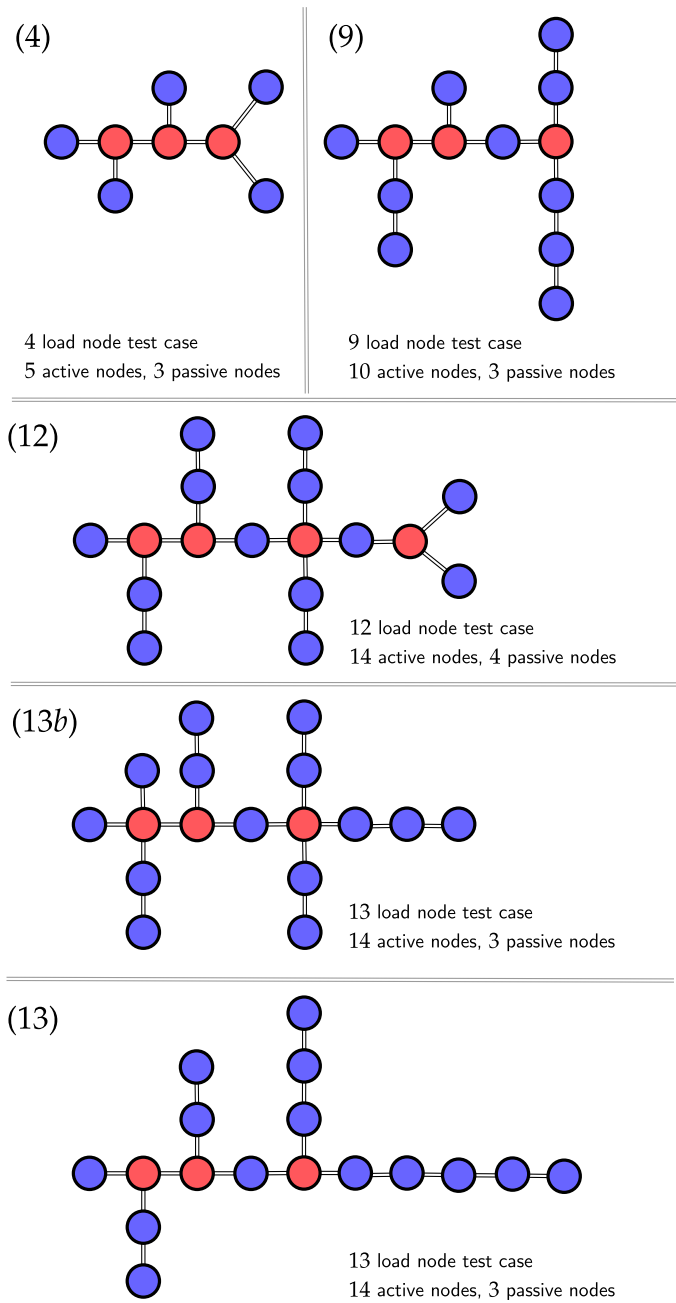 (4)
4 load node test case
5 active nodes, 3 passive nodes
(9)
9 load node test case
10 active nodes, 3 passive nodes
(12)
12 load node test case
14 active nodes, 4 passive nodes
(13b)
13 load node test case
14 active nodes, 3 passive nodes
(13)
13 load node test case
14 active nodes, 3 passive nodes